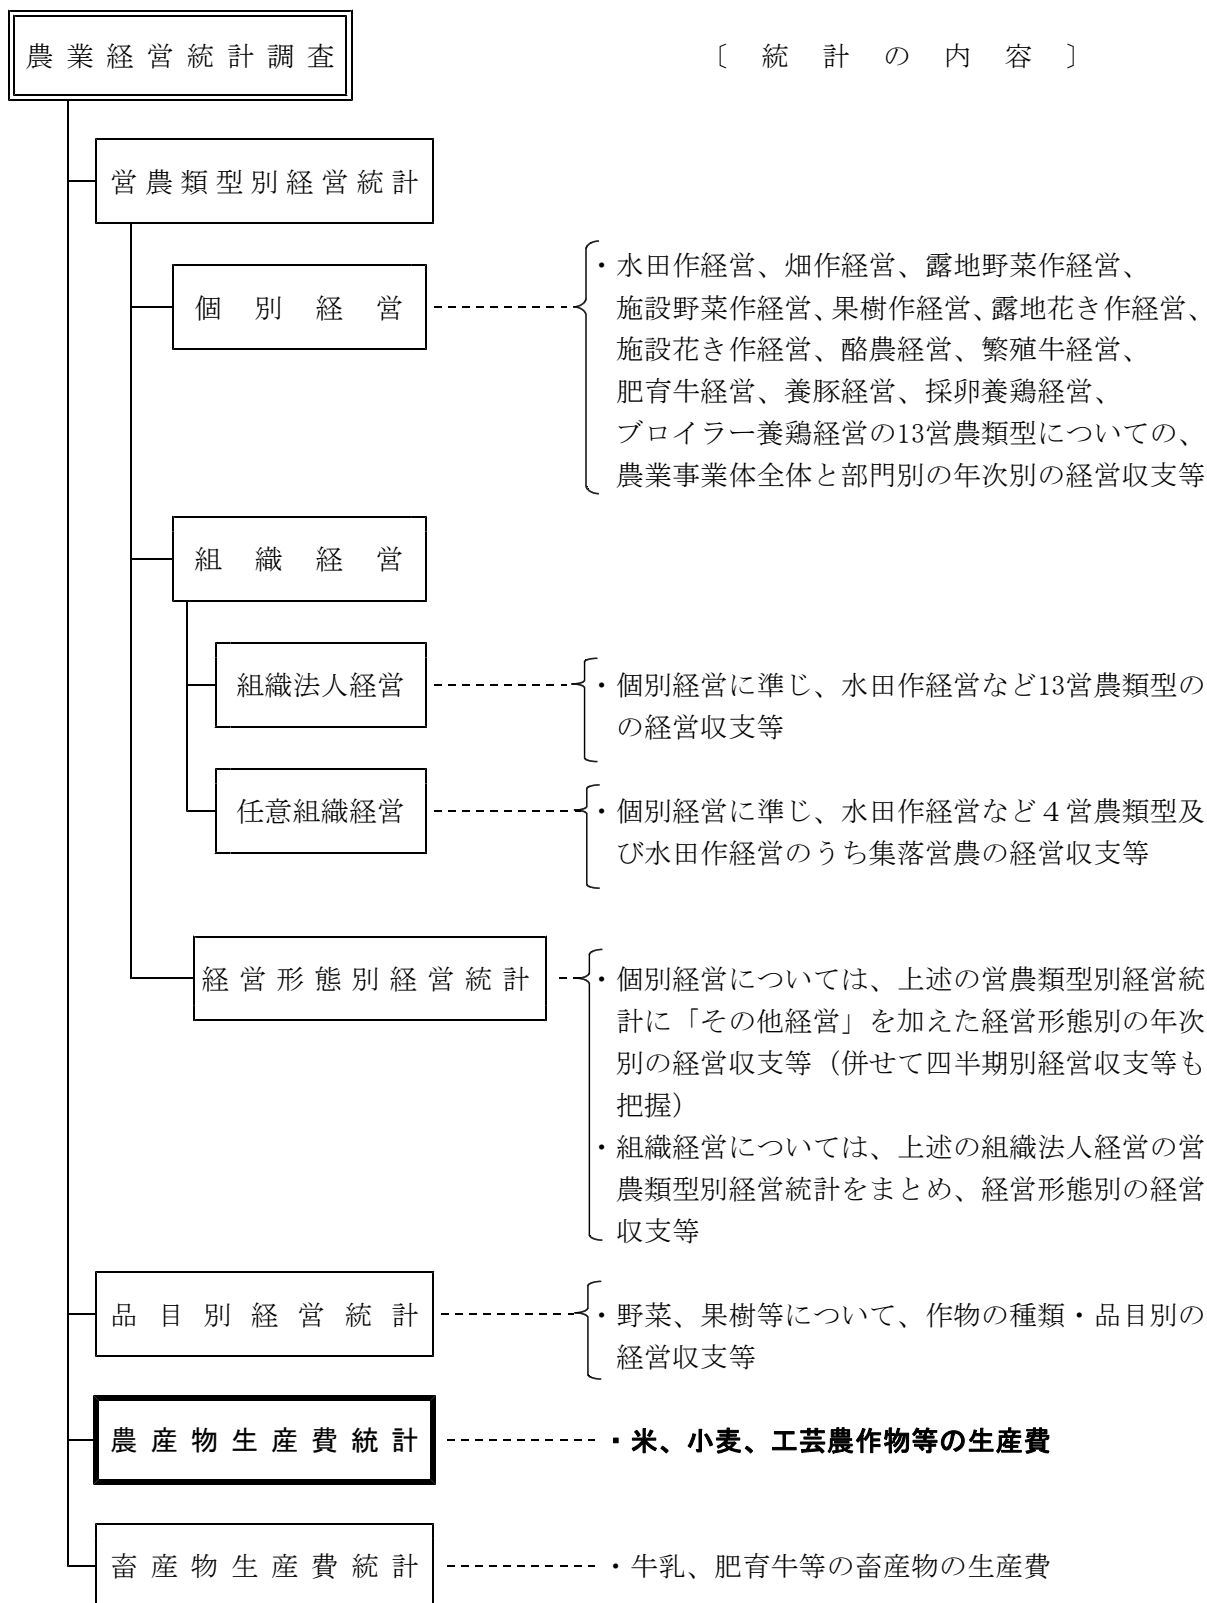 農業経営統計調査
〔統計の内容〕
営農類型別経営統計
個別経営
・水田作経営、畑作経営、露地野菜作経営、
施設野菜作経営、果樹作経営、露地花き作経営、
施設花き作経営、酪農経営、繁殖牛経営、
肥育牛経営、養豚経営、採卵養鶏経営、
ブロイラー養鶏経営の13営農類型についての、
農業事業体全体と部門別の年次別の経営収支等
組織経営
組織法人経営
・個別経営に準じ、水田作経営など13営農類型の
の経営収支等
任意組織経営
・個別経営に準じ、水田作経営など４営農類型及
び水田作経営のうち集落営農の経営収支等
経営形態別経営統計
・個別経営については、上述の営農類型別経営統
計に「その他経営」を加えた経営形態別の年次
別の経営収支等（併せて四半期別経営収支等も
把握）
・組織経営については、上述の組織法人経営の営
農類型別経営統計をまとめ、経営形態別の経営
収支等
品目別経営統計
・野菜、果樹等について、作物の種類・品目別の
経営収支等
農産物生産費統計
・米、小麦、工芸農作物等の生産費
畜産物生産費統計
・牛乳、肥育牛等の畜産物の生産費